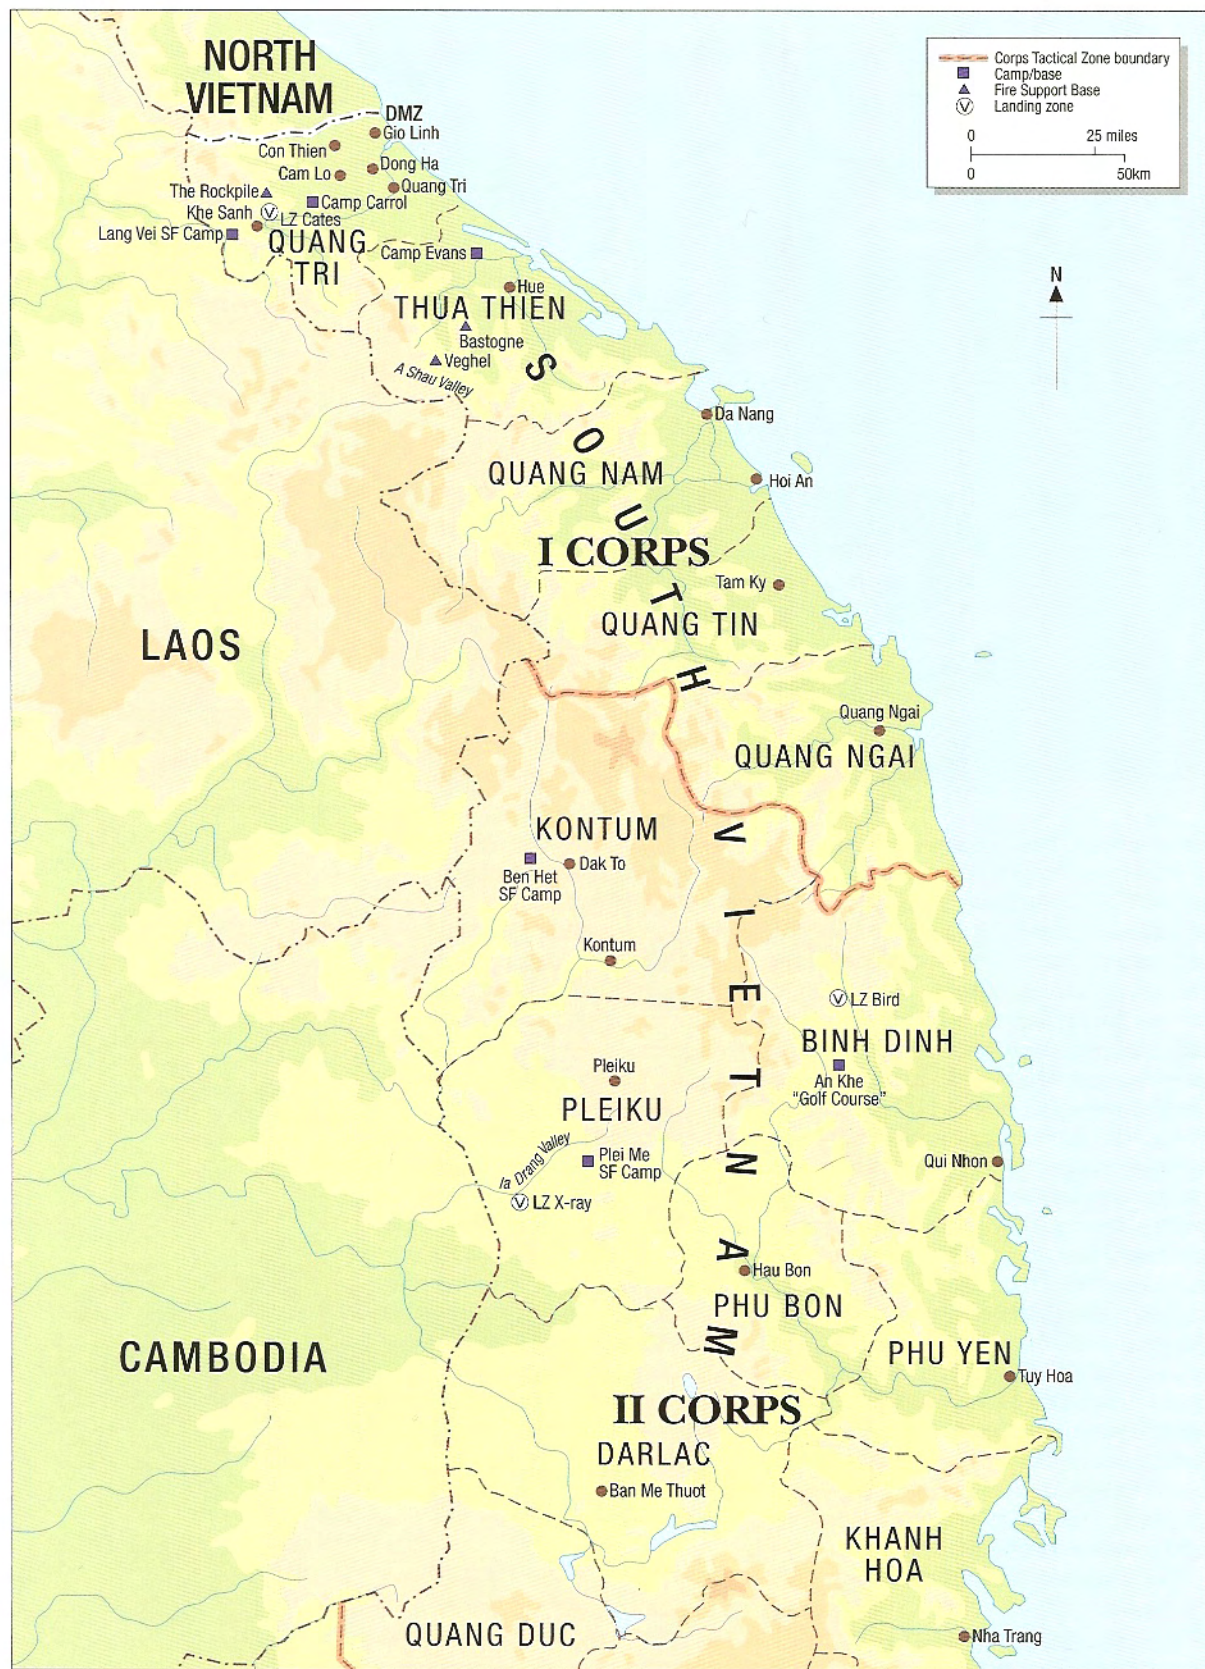 NORTH
VIETNAM
Corps Tactical Zone boundary
Camp/base
Fire Support Base
V
Landing zone
0
25 miles
0
50km
DMZ
Gio Linh
Con Thien
Dong Ha
Cam Lo
Quang Tri
The Rockpile
Camp Carrol
Khe Sanh
V
LZ Cates
Lang Vei SF Camp
QUANG
TRI
Camp Evans
N
Hue
THUA THIEN
Bastogne
Veghel
A Shau Valley
Da Nang
QUANG NAM
Hoi An
I CORPS
Tam Ky
QUANG TIN
LAOS
SOUTH VIETNAM
Quang Ngai
QUANG NGAI
KONTUM
Dak To
Ben Het
SF Camp
Kontum
V
LZ Bird
BINH DINH
An Khe
"Golf Course"
Pleiku
PLEIKU
Ia Drang Valley
Plei Me
SF Camp
Qui Nhon
V
LZ X-ray
Hau Bon
PHU BON
CAMBODIA
PHU YEN
Tuy Hoa
II CORPS
DARLAC
Ban Me Thuot
KHANH
HOA
QUANG DUC
Nha Trang